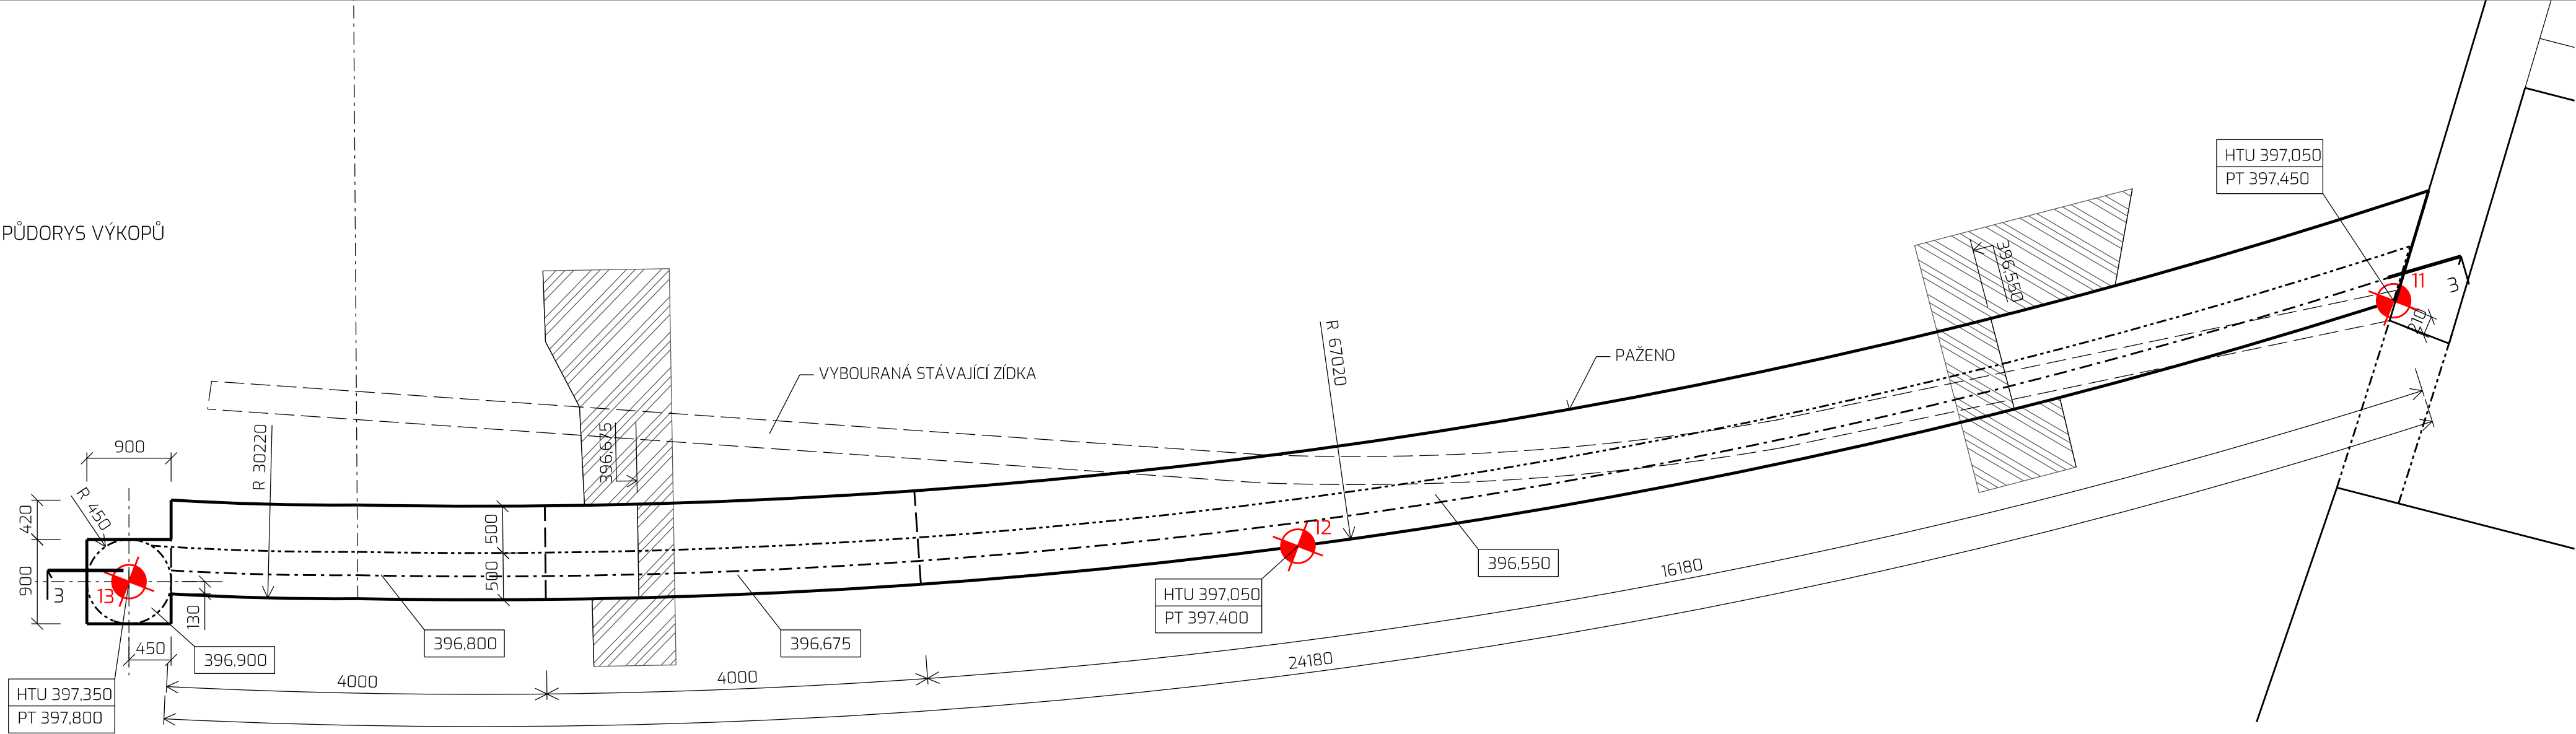 PŮDORYS VÝKOPŮ
HTU 397,050
PT 397,450
11
3
210
396,550
PAŽENO
R 67020
VYBOURANÁ STÁVAJÍCÍ ZÍDKA
396,675
R 30220
900
R 450
420
900
500
500
12
HTU 397,050
PT 397,400
396,550
16180
3
13
130
450
396,900
396,800
396,675
24180
4000
4000
HTU 397,350
PT 397,800